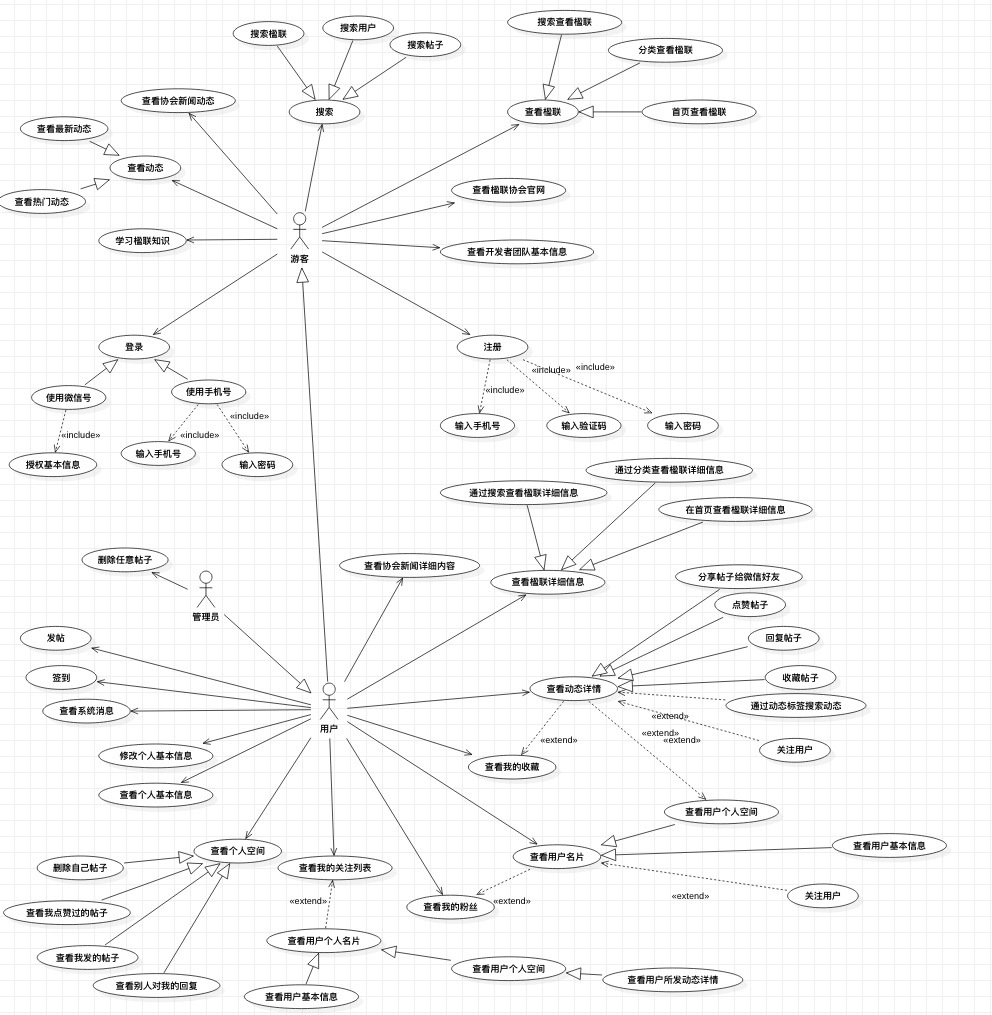 搜索楹联
搜索用户
搜索帖子
搜索查看楹联
分类查看楹联
查看协会新闻动态
搜索
查看楹联
首页查看楹联
查看最新动态
查看动态
查看热门动态
查看楹联协会官网
学习楹联知识
查看开发者团队基本信息
游客
登录
注册
使用微信号
使用手机号
«include»
«include»
«include»
«include»
«include»
«include»
输入手机号
输入验证码
输入密码
授权基本信息
输入手机号
输入密码
通过分类查看楹联详细信息
通过搜索查看楹联详细信息
在首页查看楹联详细信息
删除任意帖子
查看协会新闻详细内容
查看楹联详细信息
分享帖子给微信好友
点赞帖子
管理员
发帖
回复帖子
签到
收藏帖子
查看动态详情
查看系统消息
通过动态标签搜索动态
用户
«extend»
«extend»
«extend»
«extend»
修改个人基本信息
关注用户
查看我的收藏
查看个人基本信息
查看用户个人空间
查看个人空间
查看用户名片
查看用户基本信息
删除自己帖子
查看我的关注列表
关注用户
«extend»
«extend»
«extend»
查看我点赞过的帖子
查看我的粉丝
查看用户个人名片
查看我发的帖子
查看用户个人空间
查看用户所发动态详情
查看别人对我的回复
查看用户基本信息